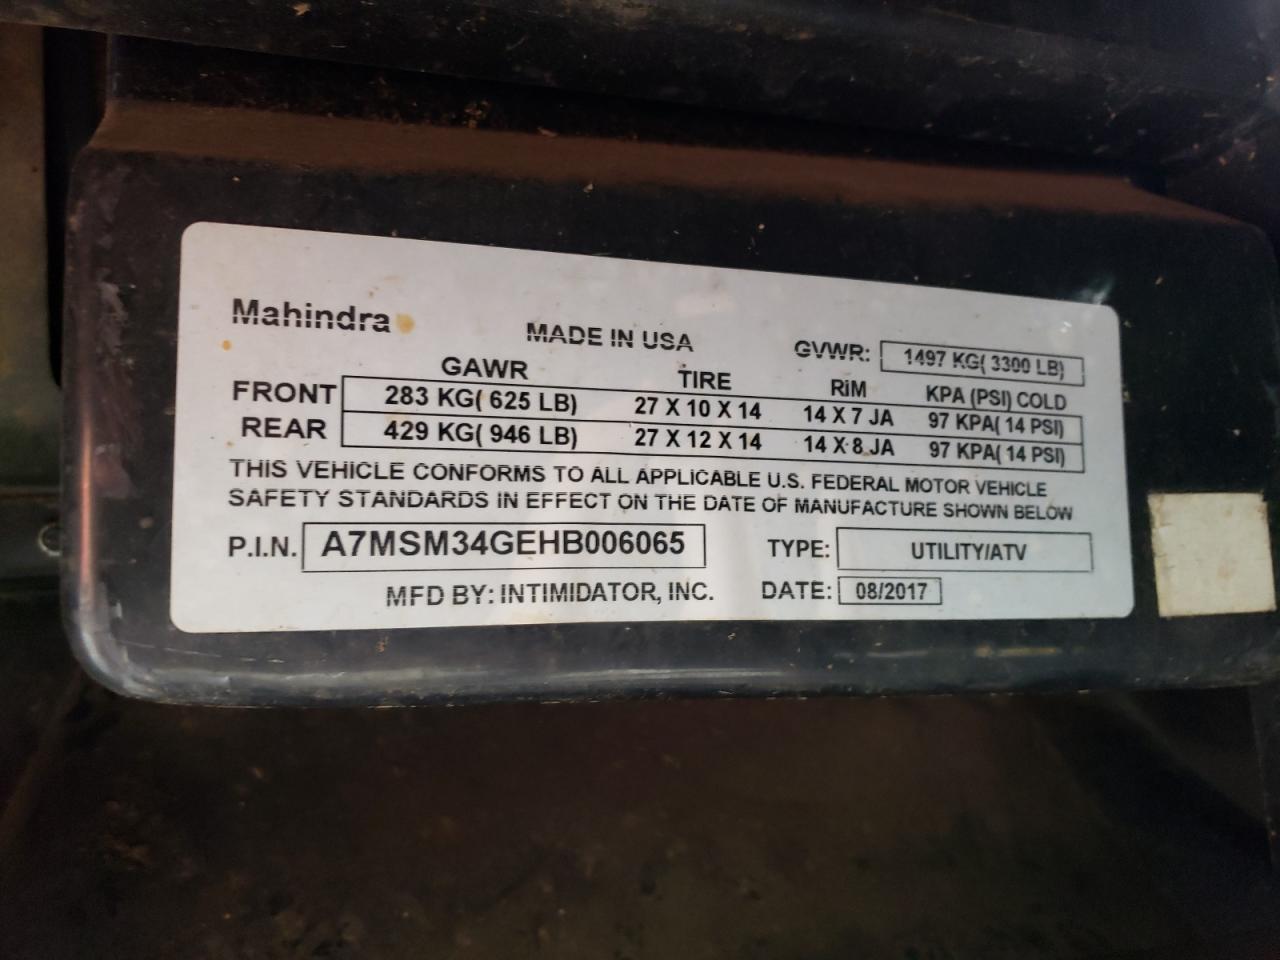 Mahindra
MADE IN USA
GVWR: 1497 KG( 3300 LB)
GAWR TIRE RiM KPA (PSI) COLD
FRONT 283 KG( 625 LB) 27 X 10 X 14 14 X 7 JA 97 KPA( 14 PSI)
REAR 429 KG( 946 LB) 27 X 12 X 14 14 X 8 JA 97 KPA( 14 PSI)
THIS VEHICLE CONFORMS TO ALL APPLICABLE U.S. FEDERAL MOTOR VEHICLE
SAFETY STANDARDS IN EFFECT ON THE DATE OF MANUFACTURE SHOWN BELOW
P.I.N. A7MSM34GEHB006065 TYPE: UTILITY/ATV
MFD BY: INTIMIDATOR, INC. DATE: 08/2017